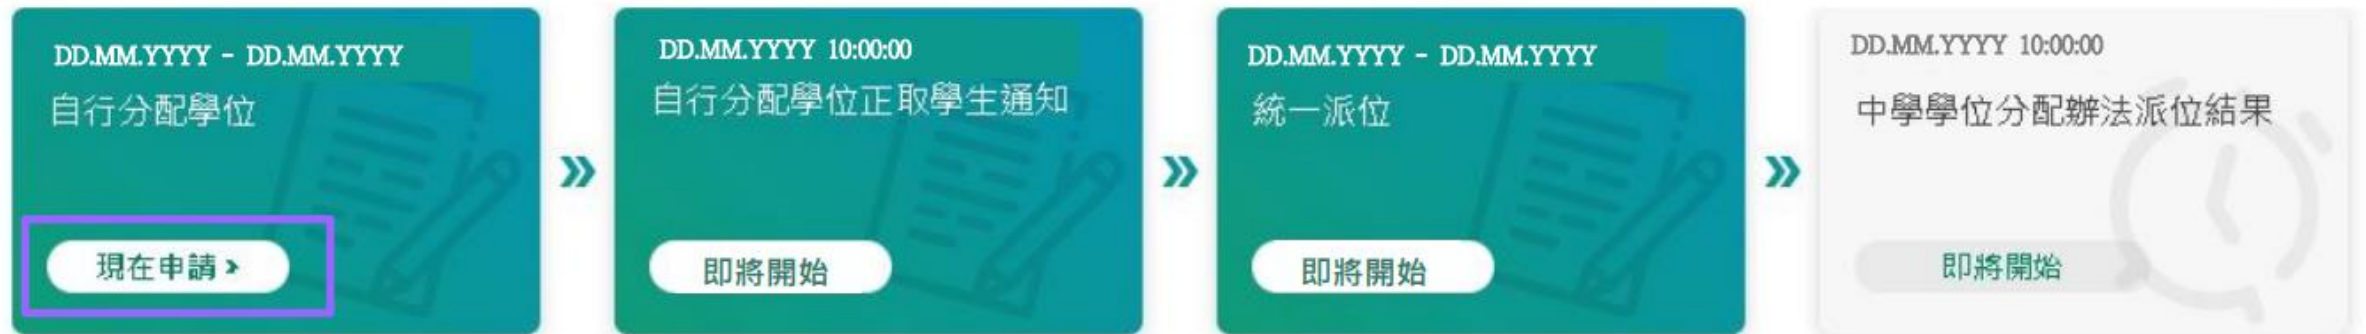 DD.MM.YYYY - DD.MM.YYYY
自行分配學位
現在申請 >
»
DD.MM.YYYY 10:00:00
自行分配學位正取學生通知
即將開始
»
DD.MM.YYYY - DD.MM.YYYY
統一派位
即將開始
»
DD.MM.YYYY 10:00:00
中學學位分配辦法派位結果
即將開始